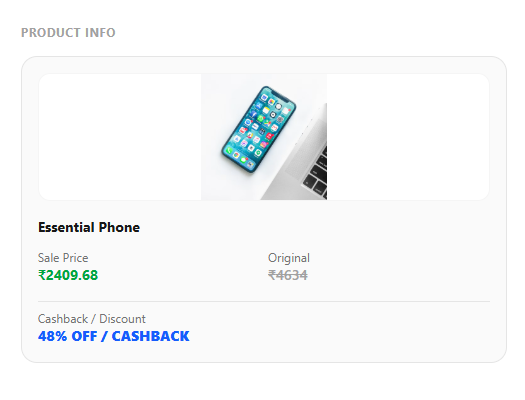 PRODUCT INFO
Essential Phone
Sale Price
₹2409.68
Original
₹4634
Cashback / Discount
48% OFF / CASHBACK